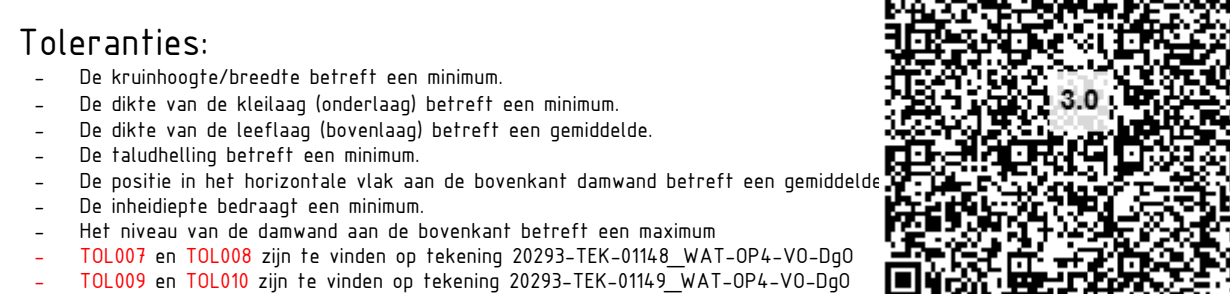 Toleranties:
- De kruinhoogte/breedte betreft een minimum.
- De dikte van de kleilaag (onderlaag) betreft een minimum.
- De dikte van de leeflaag (bovenlaag) betreft een gemiddelde.
- De taludhelling betreft een minimum.
- De positie in het horizontale vlak aan de bovenkant damwand betreft een gemiddelde
- De inheidiepte bedraagt een minimum.
- Het niveau van de damwand aan de bovenkant betreft een maximum
- TOL007 en TOL008 zijn te vinden op tekening 20293-TEK-01148_WAT-OP4-VO-DgO
- TOL009 en TOL010 zijn te vinden op tekening 20293-TEK-01149_WAT-OP4-VO-DgO
3.0